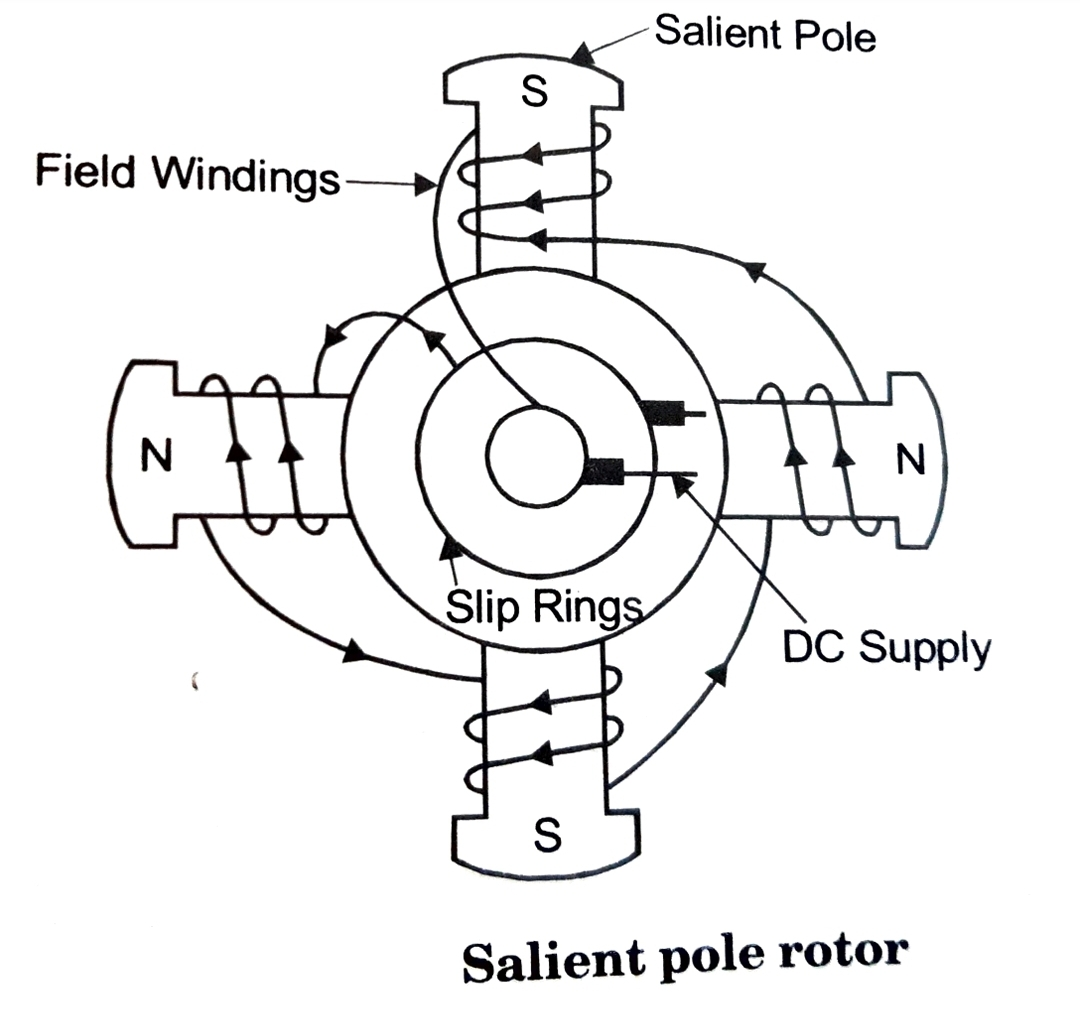 Salient Pole
S
Field Windings
N
N
Slip Rings
DC Supply
S
Salient pole rotor